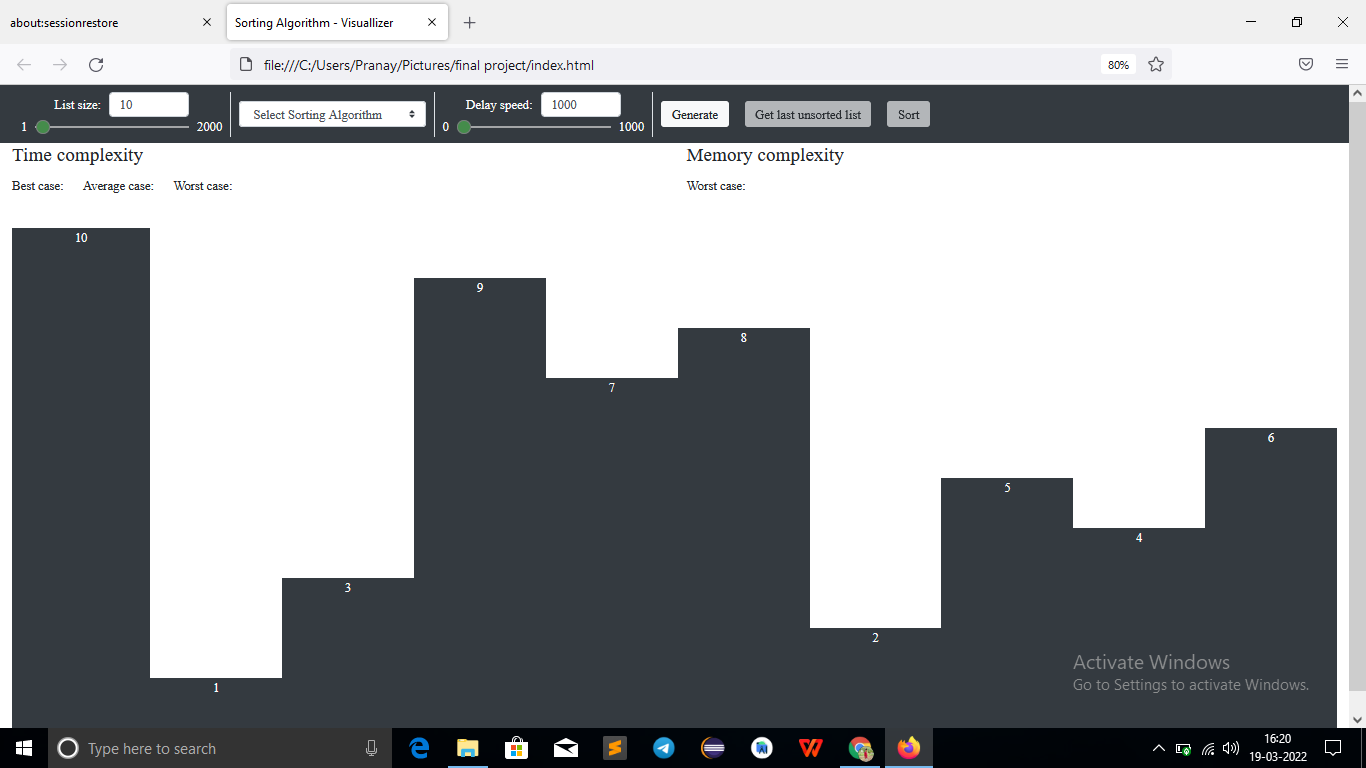 about:sessionrestore
Sorting Algorithm - Visuallizer
file:///C:/Users/Pranay/Pictures/final project/index.html
80%
List size: 10
1 2000
Select Sorting Algorithm
Delay speed: 1000
0 1000
Generate
Get last unsorted list
Sort
Time complexity
Best case: Average case: Worst case:
Memory complexity
Worst case:
10
1
3
9
7
8
2
5
4
6
Activate Windows
Go to Settings to activate Windows.
Type here to search
16:20
19-03-2022